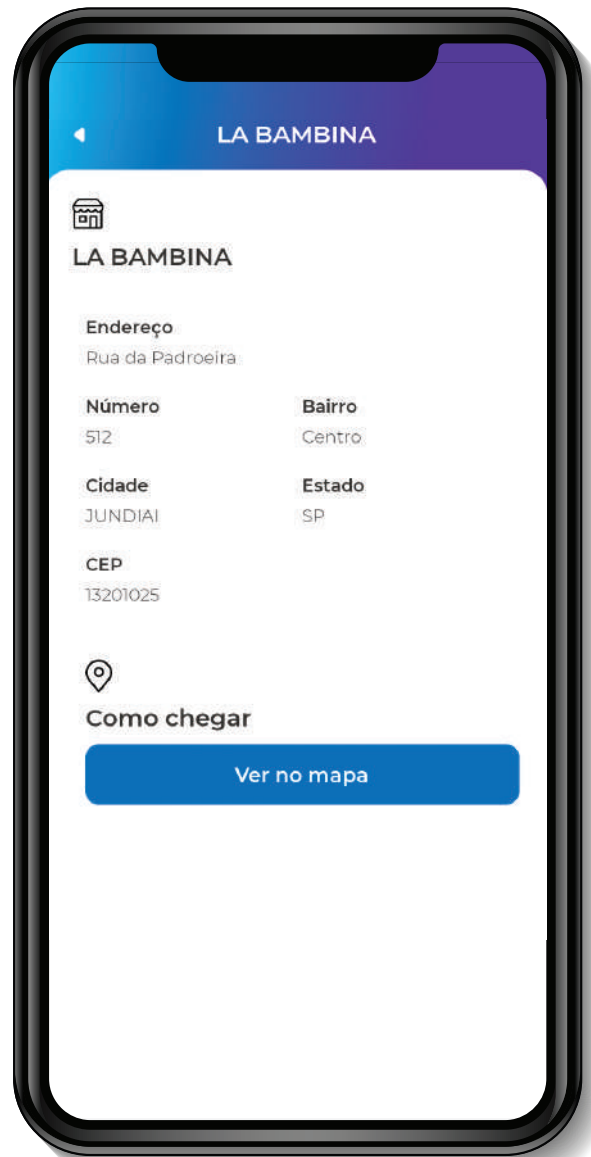 LA BAMBINA
LA BAMBINA
Endereço
Rua da Padroeira
Número
Bairro
512
Centro
Cidade
Estado
JUNDIAI
SP
CEP
13201025
Como chegar
Ver no mapa